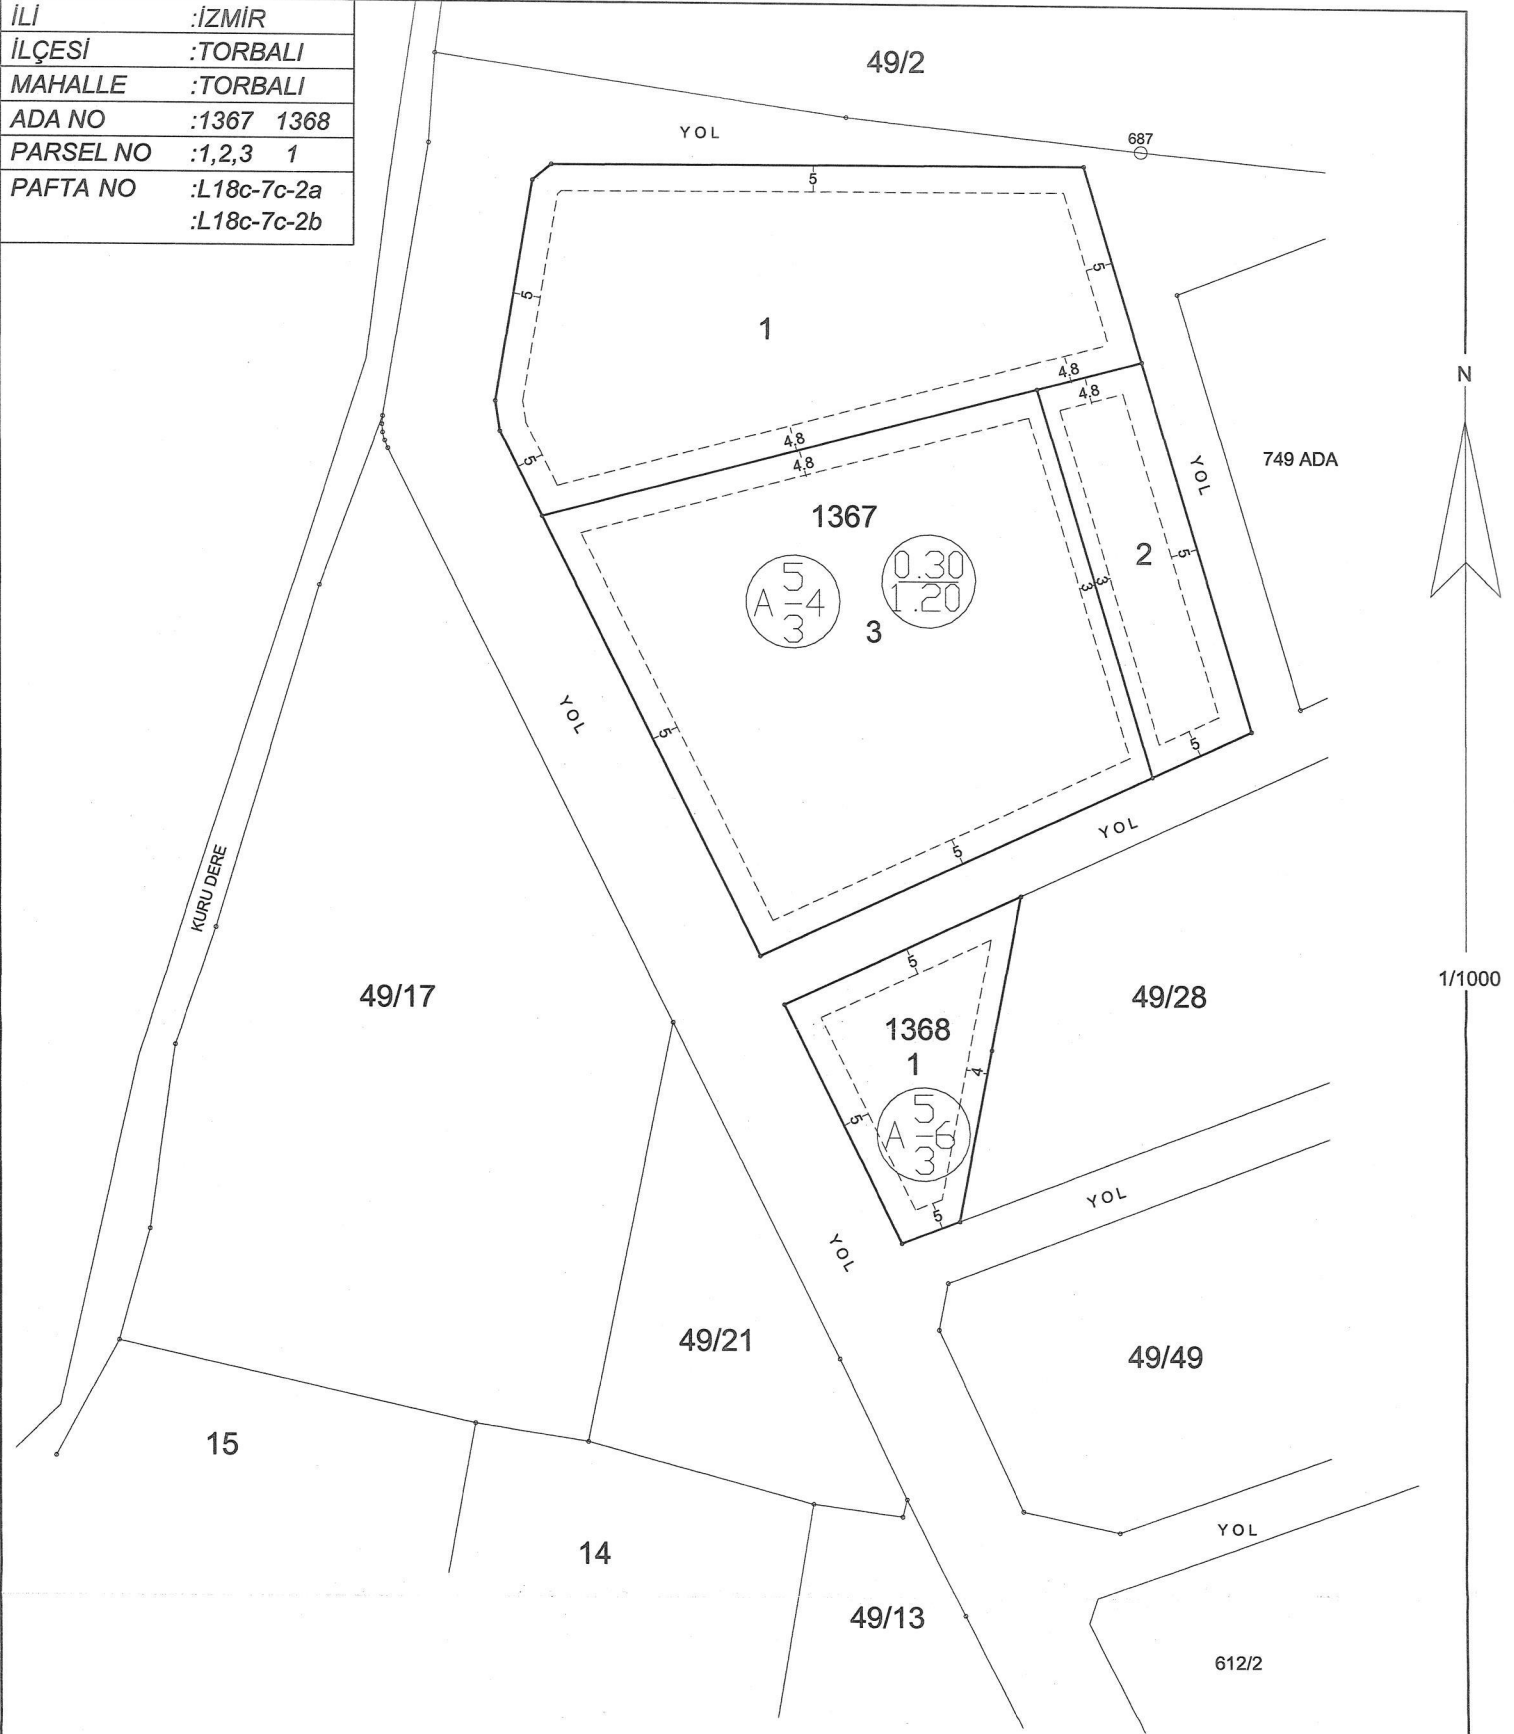 İLİ :İZMİR
İLÇESİ :TORBALI
MAHALLE :TORBALI
ADA NO :1367 1368
PARSEL NO :1,2,3 1
PAFTA NO :L18c-7c-2a
:L18c-7c-2b
49/2
YOL
687
5
5
5
1
N
4.8
4.8
4.8
4.8
5
749 ADA
YOL
1367
2
5
A-4
3
0.30
1.20
3
3
3
5
YOL
5
5
YOL
5
KURU DERE
5
49/17
1368
1
49/28
1/1000
4
5
5
A-6
3
5
YOL
YOL
49/21
49/49
15
YOL
14
49/13
612/2